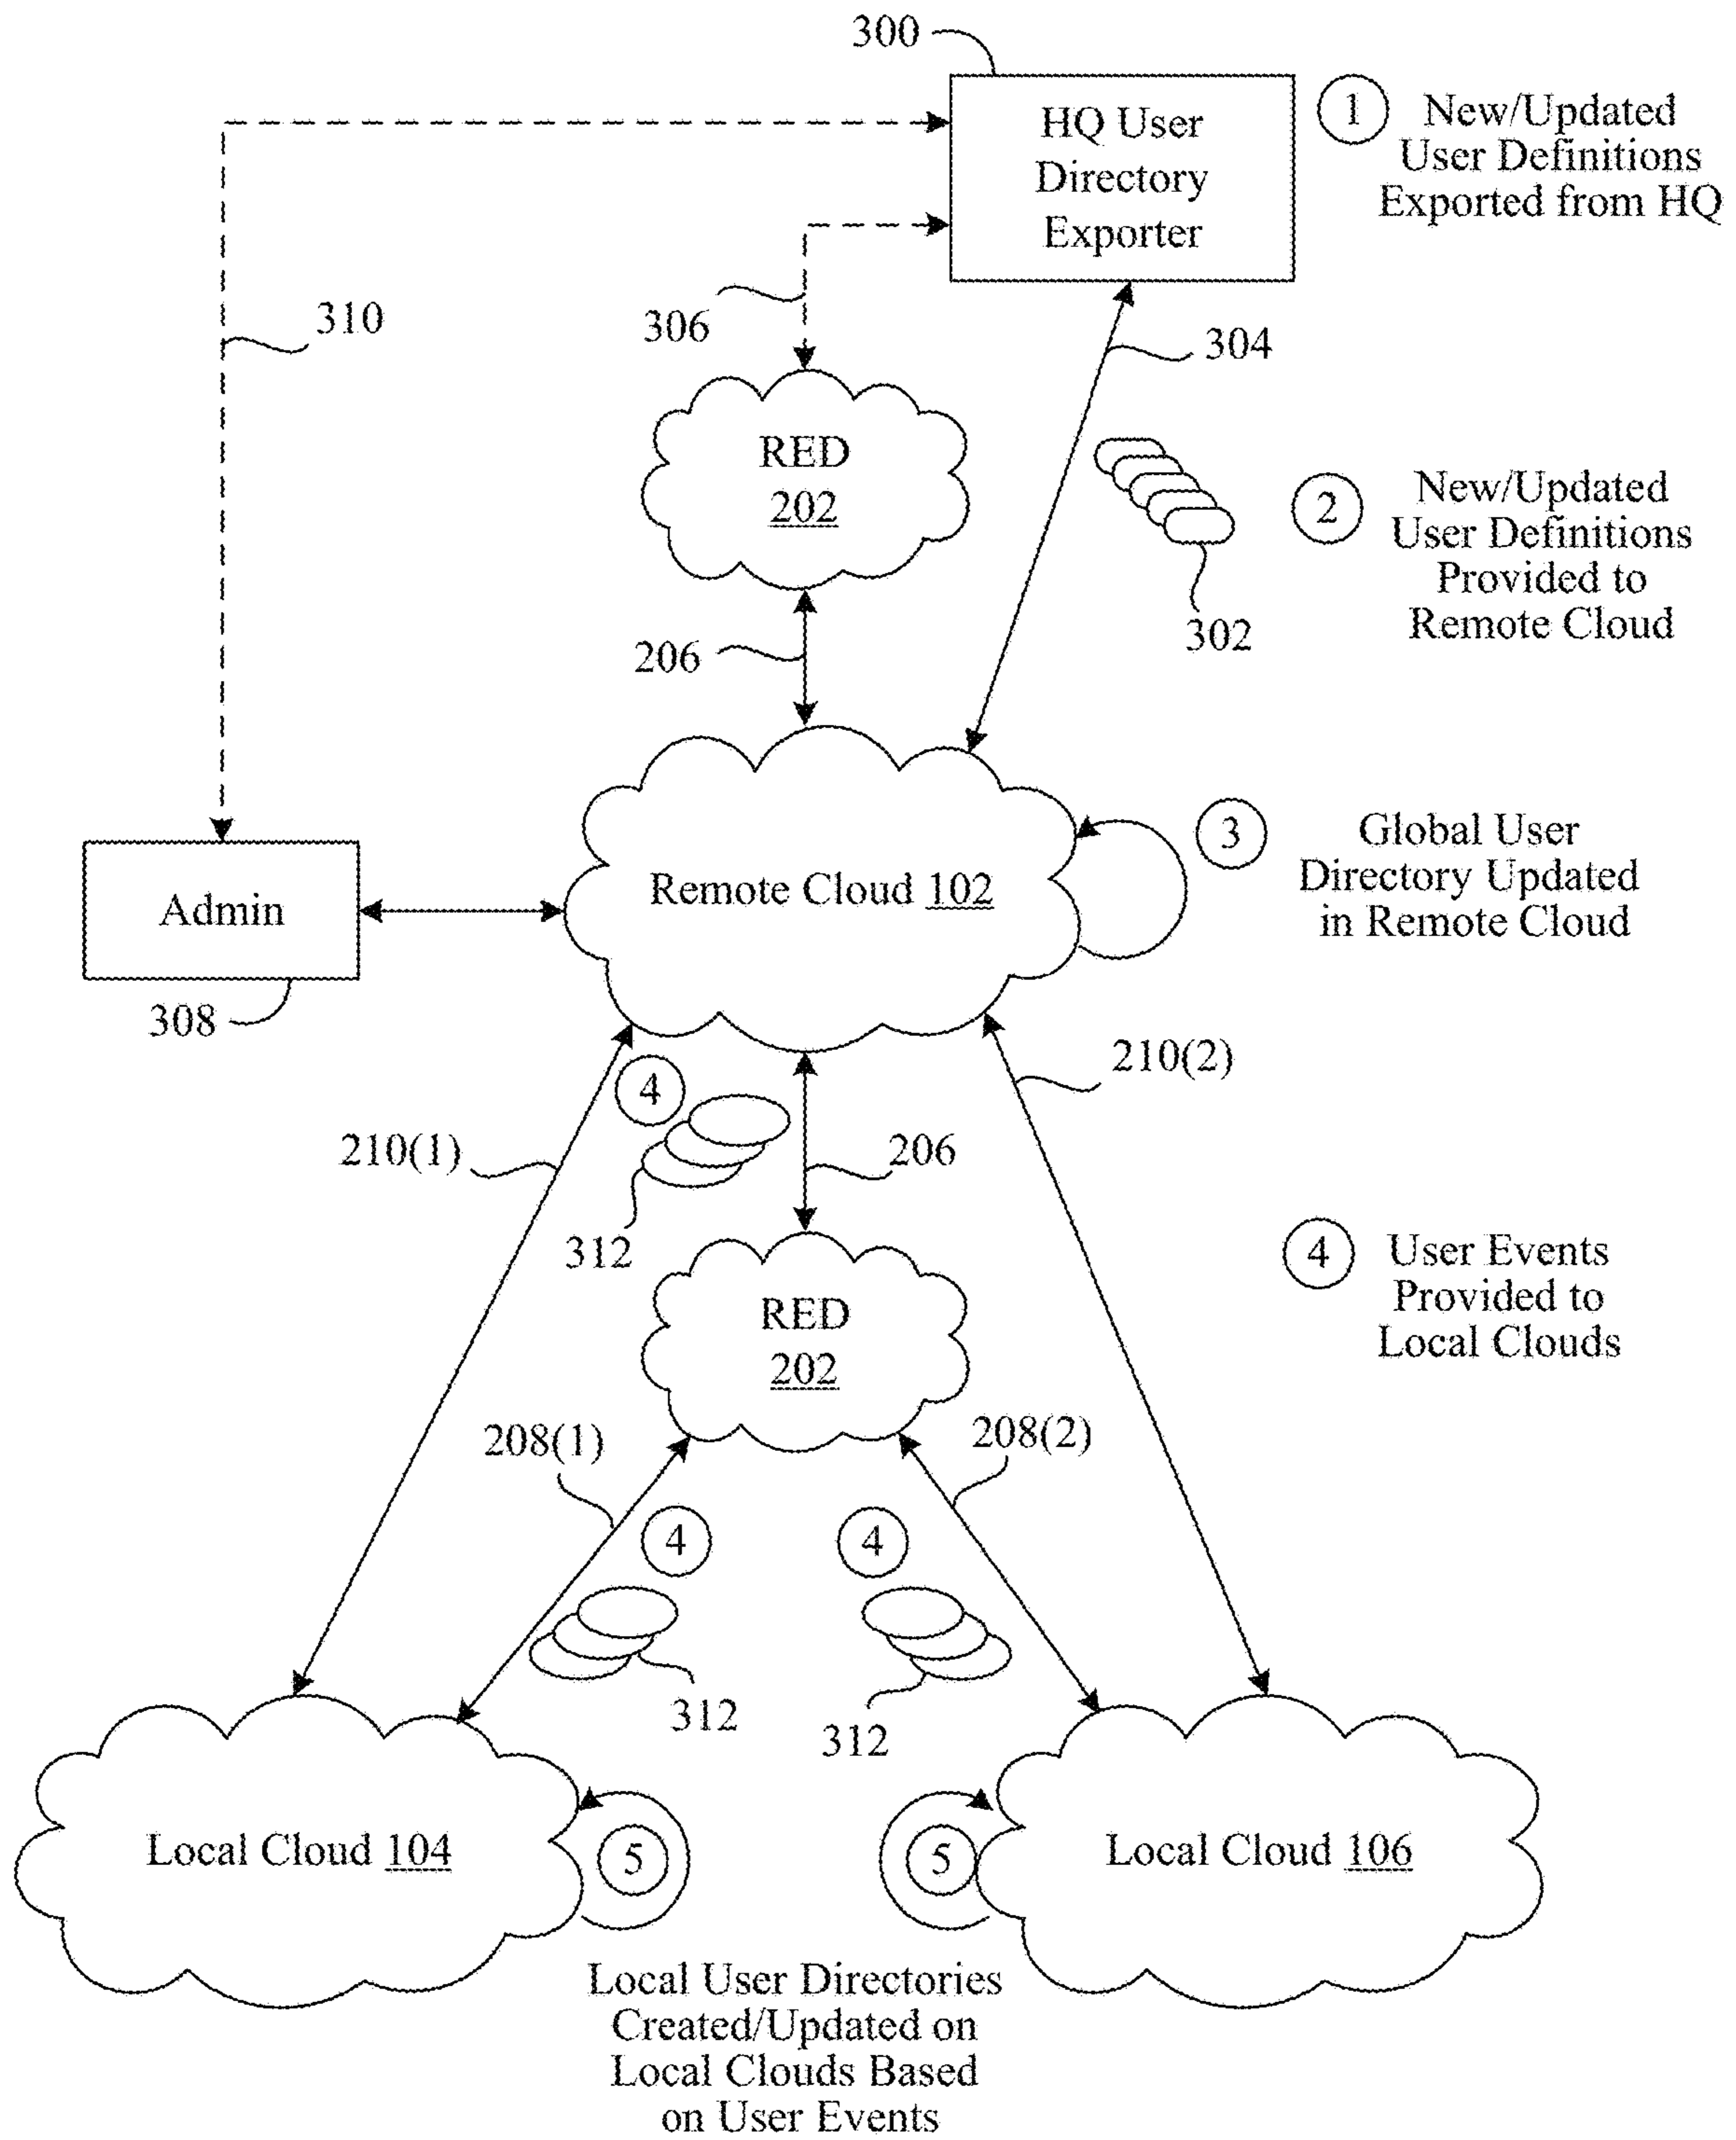 300
HQ User
Directory
Exporter
1
New/Updated
User Definitions
Exported from HQ
310
306
304
RED
202
2
New/Updated
User Definitions
Provided to
Remote Cloud
302
206
Remote Cloud 102
3
Global User
Directory Updated
in Remote Cloud
Admin
308
4
210(2)
210(1)
206
312
4
User Events
Provided to
Local Clouds
RED
202
208(1)
208(2)
4
4
312
312
Local Cloud 104
5
5
Local Cloud 106
Local User Directories
Created/Updated on
Local Clouds Based
on User Events